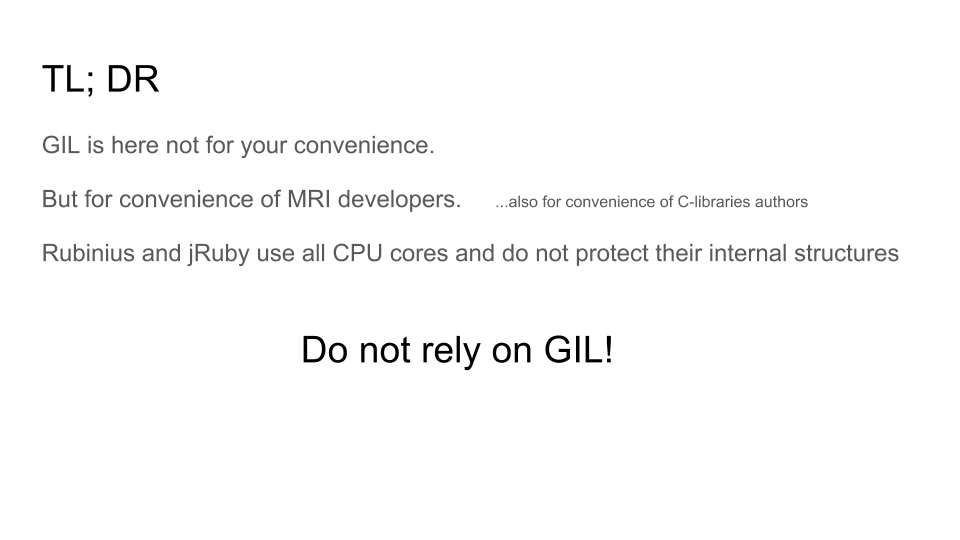 TL; DR
GIL is here not for your convenience.
But for convenience of MRI developers. ...also for convenience of C-libraries authors
Rubinius and jRuby use all CPU cores and do not protect their internal structures
Do not rely on GIL!